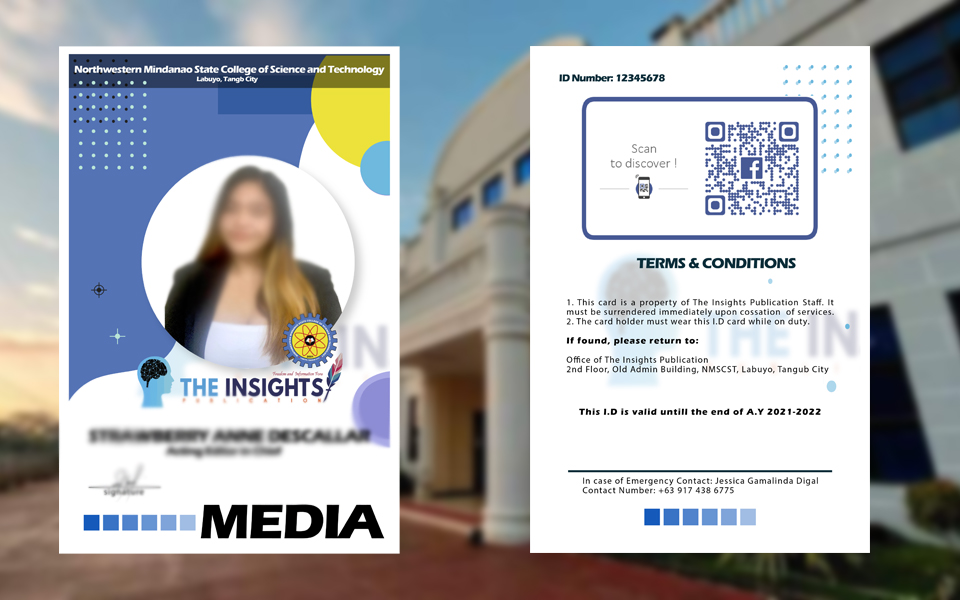 Northwestern Mindanao State College of Science and Technology
Labuyo, Tangb City
Freedom and Information First
THE INSIGHTS
PUBLICATION
signature
MEDIA
ID Number: 12345678
Scan
to discover !
TERMS & CONDITIONS
1. This card is a property of The Insights Publication Staff. It
must be surrendered immediately upon cossation of services.
2. The card holder must wear this I.D card while on duty.
If found, please return to:
Office of The Insights Publication
2nd Floor, Old Admin Building, NMSCST, Labuyo, Tangub City
This I.D is valid untill the end of A.Y 2021-2022
In case of Emergency Contact: Jessica Gamalinda Digal
Contact Number: +63 917 438 6775